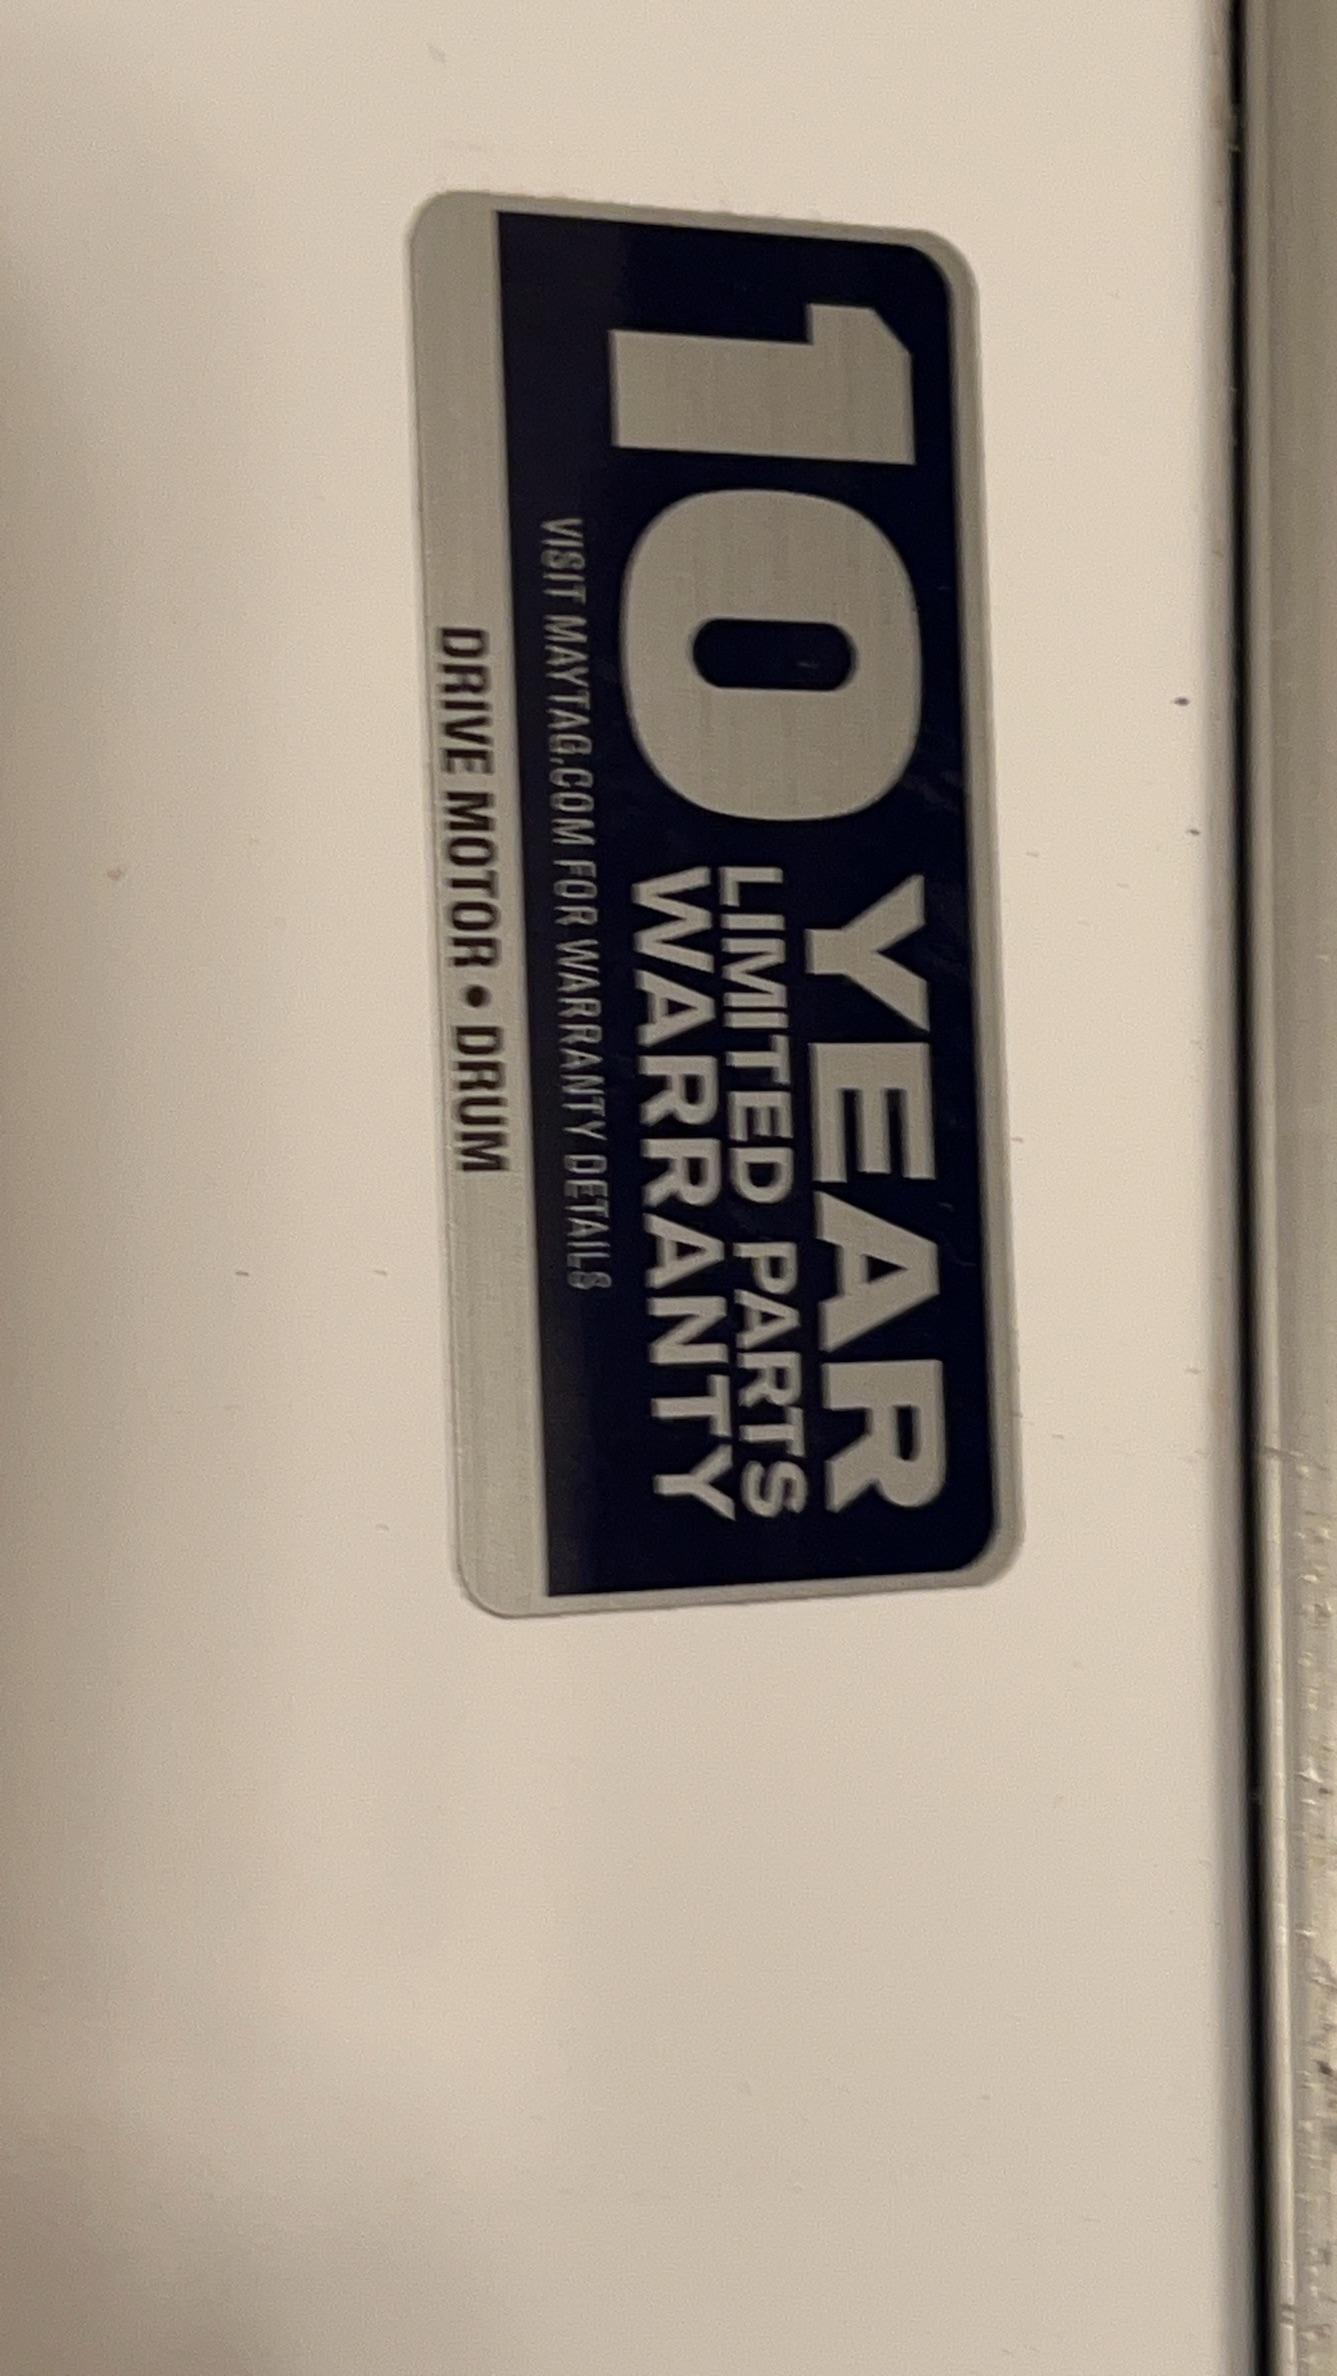 10 YEAR
LIMITED PARTS
WARRANTY
VISIT MAYTAG.COM FOR WARRANTY DETAILS
DRIVE MOTOR • DRUM